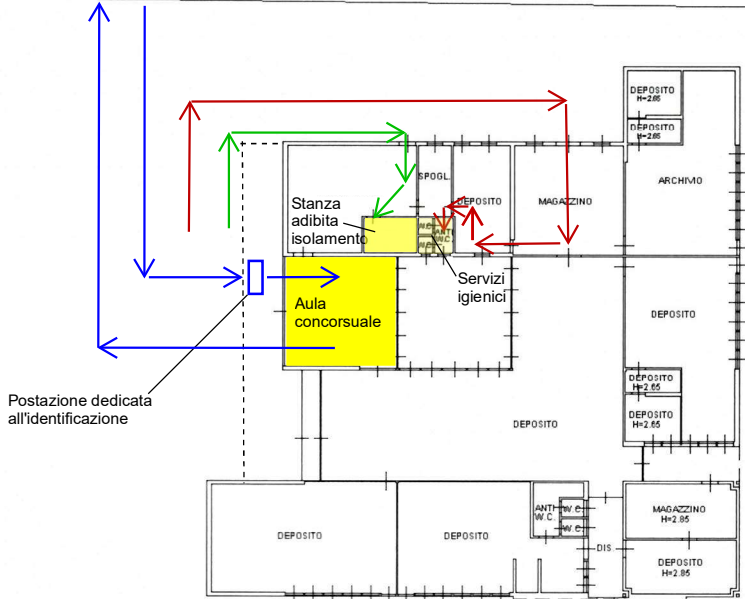 DEPOSITO
H=2.65
DEPOSITO
H=2.65
SPOGL.
ARCHIVIO
Stanza
adibita
isolamento
DEPOSITO
MAGAZZINO
W.C.
ANTI
W.C.
W.C.
Servizi
igienici
Aula
concorsuale
DEPOSITO
Postazione dedicata
all'identificazione
DEPOSITO
H=2.65
DEPOSITO
H=2.65
DEPOSITO
ANTI
W.C.
W.C.
W.C.
MAGAZZINO
H=2.85
DEPOSITO
DEPOSITO
DIS.
DEPOSITO
H=2.85